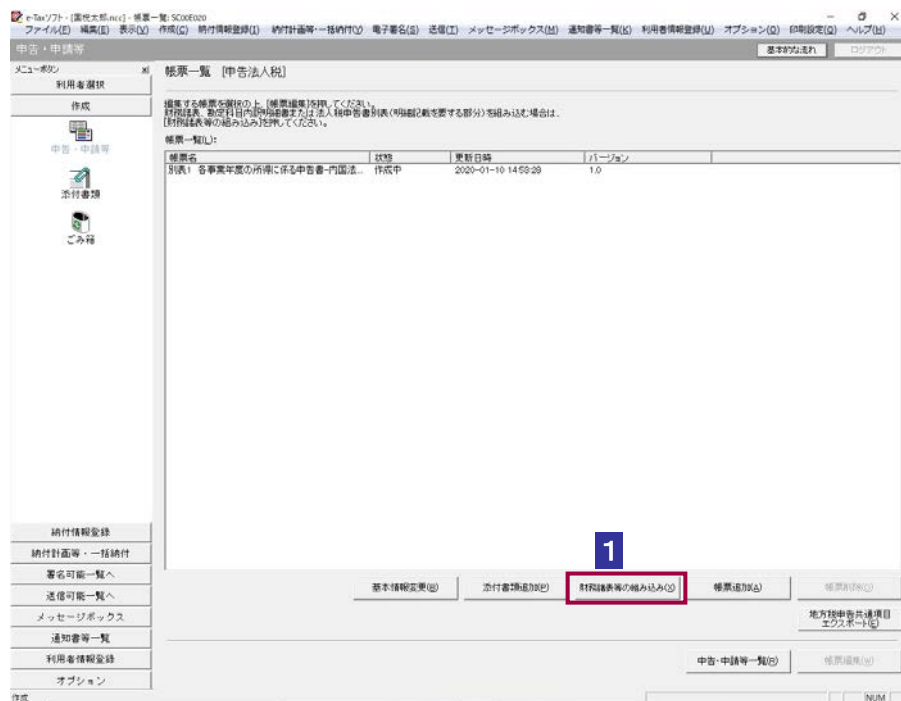 e-Taxソフト - [国税太郎.ncc] - 帳票一覧: SC00E020
ファイル(F) 編集(E) 表示(V) 作成(C) 納付情報登録(I) 納付計画等・一括納付(Y) 電子署名(S) 送信(T) メッセージボックス(M) 通知書等一覧(K) 利用者情報登録(U) オプション(O) 印刷設定(Q) ヘルプ(H)
申告・申請等
基本的な流れ
ログアウト
メニューボタン
利用者選択
作成
申告・申請等
添付書類
ごみ箱
納付情報登録
納付計画等・一括納付
署名可能一覧へ
送信可能一覧へ
メッセージボックス
通知書等一覧
利用者情報登録
オプション
帳票一覧 [申告法人税]
編集する帳票を選択の上、[帳票編集]を押してください。
財務諸表、勘定科目内訳明細書または法人税申告書別表(明細記載を要する部分)を組み込む場合は、
[財務諸表等の組み込み]を押してください。
帳票一覧(L):
帳票名 状態 更新日時 バージョン
別表1 各事業年度の所得に係る申告書-内国法... 作成中 2020-01-10 14:53:28 1.0
1
基本情報変更(B) 添付書類追加(P) 財務諸表等の組み込み(X) 帳票追加(A) 帳票削除(O)
地方税申告共通項目
エクスポート(E)
申告・申請等一覧(R) 帳票編集(W)
作成
NUM